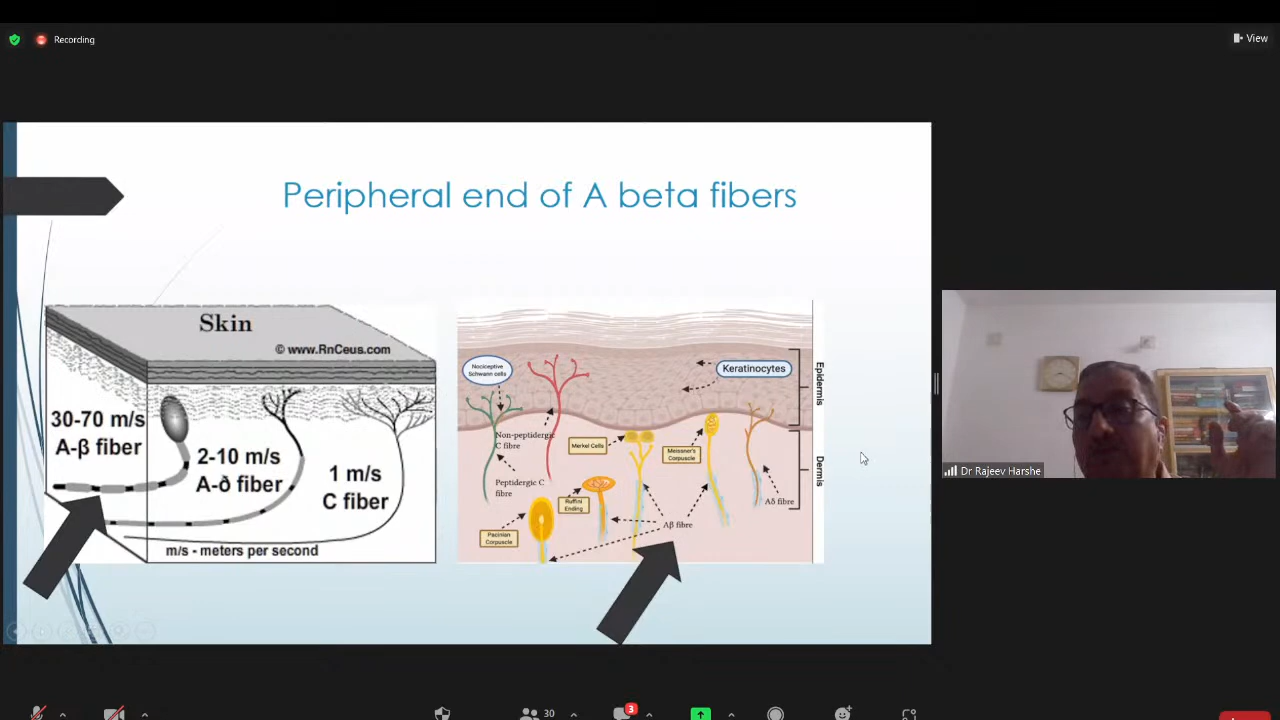 Recording
View
Peripheral end of A beta fibers
Skin
© www.RnCeus.com
30-70 m/s
A-β fiber
2-10 m/s
A-ð fiber
1 m/s
C fiber
m/s - meters per second
Nociceptive
Schwann cells
Keratinocytes
Epidermis
Non-peptidergic
C fibre
Merkel Cells
Meissner's
Corpuscle
Dermis
Peptidergic C
fibre
Ruffini
Ending
Aδ fibre
Aβ fibre
Pacinian
Corpuscle
Dr Rajeev Harshe
30
3